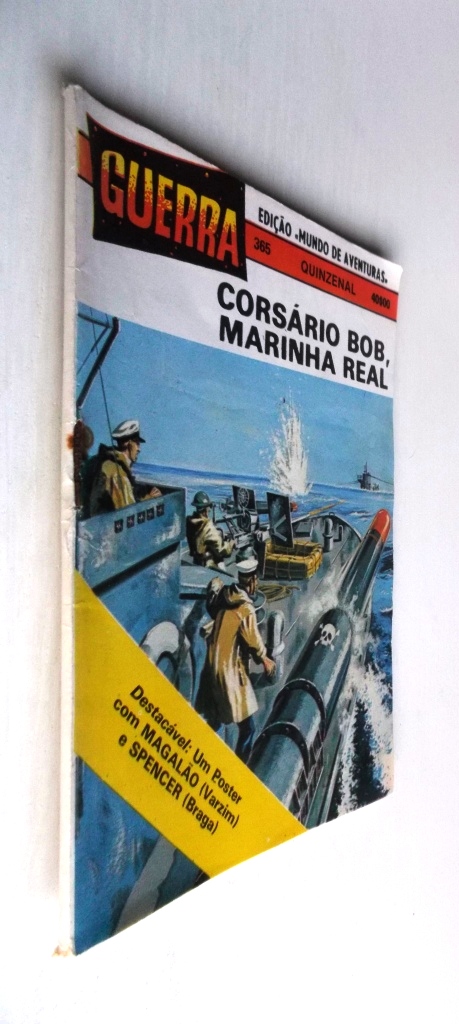 GUERRA
EDIÇÃO «MUNDO DE AVENTURAS»
365 QUINZENAL 40$00
CORSÁRIO BOB,
MARINHA REAL
Destacável: Um Poster
com MAGALÃO (Varzim)
e SPENCER (Braga)